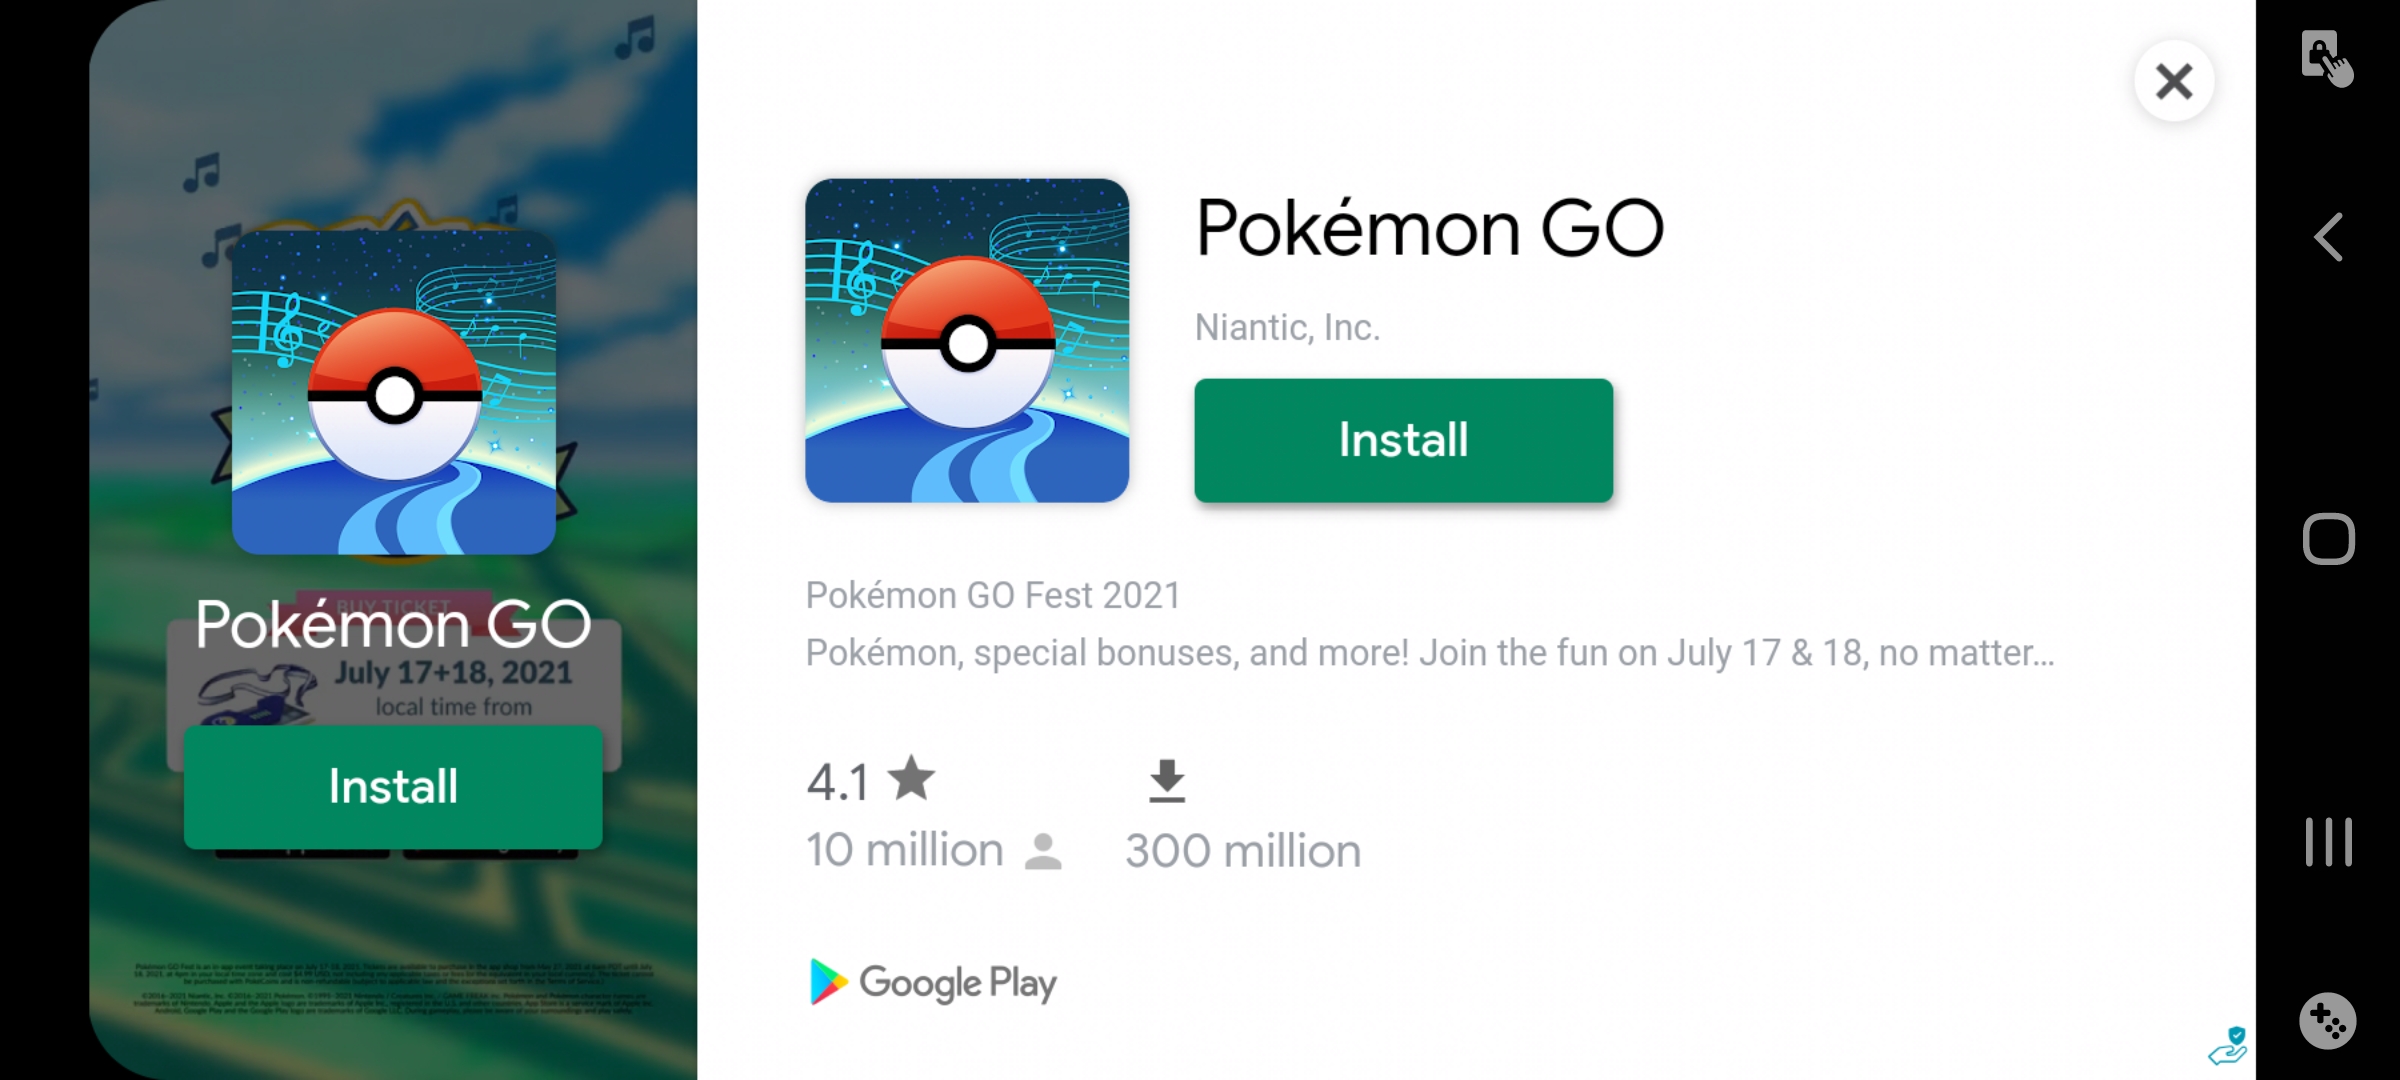 BUY TICKET
Pokémon GO
July 17+18, 2021
local time from
Install
Pokémon GO
Niantic, Inc.
Install
Pokémon GO Fest 2021
Pokémon, special bonuses, and more! Join the fun on July 17 & 18, no matter...
4.1
10 million
300 million
Google Play